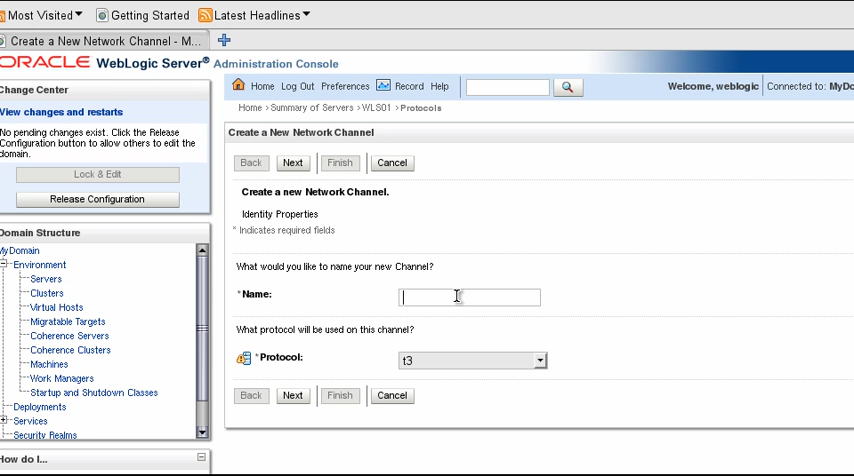 Most Visited
Getting Started
Latest Headlines
Create a New Network Channel - M...
ORACLE WebLogic Server® Administration Console
Change Center
View changes and restarts
No pending changes exist. Click the Release
Configuration button to allow others to edit the
domain.
Lock & Edit
Release Configuration
Domain Structure
MyDomain
Environment
Servers
Clusters
Virtual Hosts
Migratable Targets
Coherence Servers
Coherence Clusters
Machines
Work Managers
Startup and Shutdown Classes
Deployments
Services
Security Realms
How do I...
Home Log Out Preferences Record Help
Welcome, weblogic Connected to: MyDo
Home >Summary of Servers >WLS01 >Protocols
Create a New Network Channel
Back Next Finish Cancel
Create a new Network Channel.
Identity Properties
* Indicates required fields
What would you like to name your new Channel?
*Name:
What protocol will be used on this channel?
*Protocol: t3
Back Next Finish Cancel